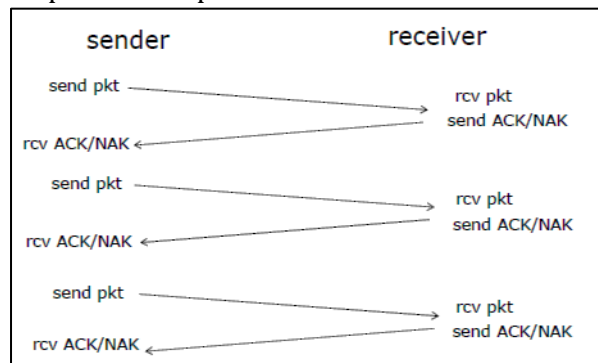 sender receiver
send pkt
rcv pkt
send ACK/NAK
rcv ACK/NAK
send pkt
rcv pkt
send ACK/NAK
rcv ACK/NAK
send pkt
rcv pkt
send ACK/NAK
rcv ACK/NAK